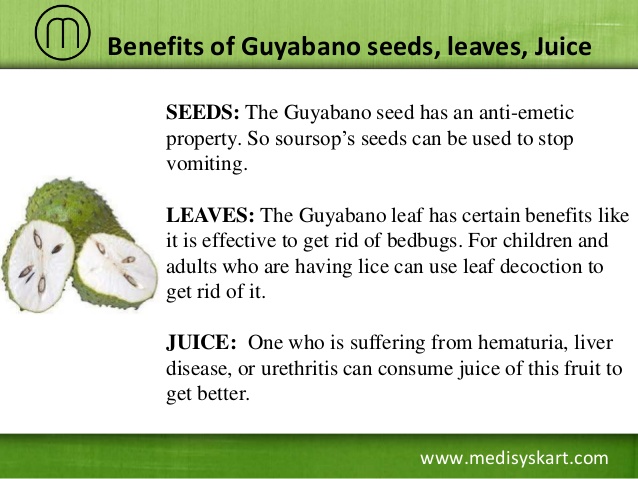 Benefits of Guyabano seeds, leaves, Juice
SEEDS: The Guyabano seed has an anti-emetic
property. So soursop’s seeds can be used to stop
vomiting.
LEAVES: The Guyabano leaf has certain benefits like
it is effective to get rid of bedbugs. For children and
adults who are having lice can use leaf decoction to
get rid of it.
JUICE:  One who is suffering from hematuria, liver
disease, or urethritis can consume juice of this fruit to
get better.
www.medisyskart.com